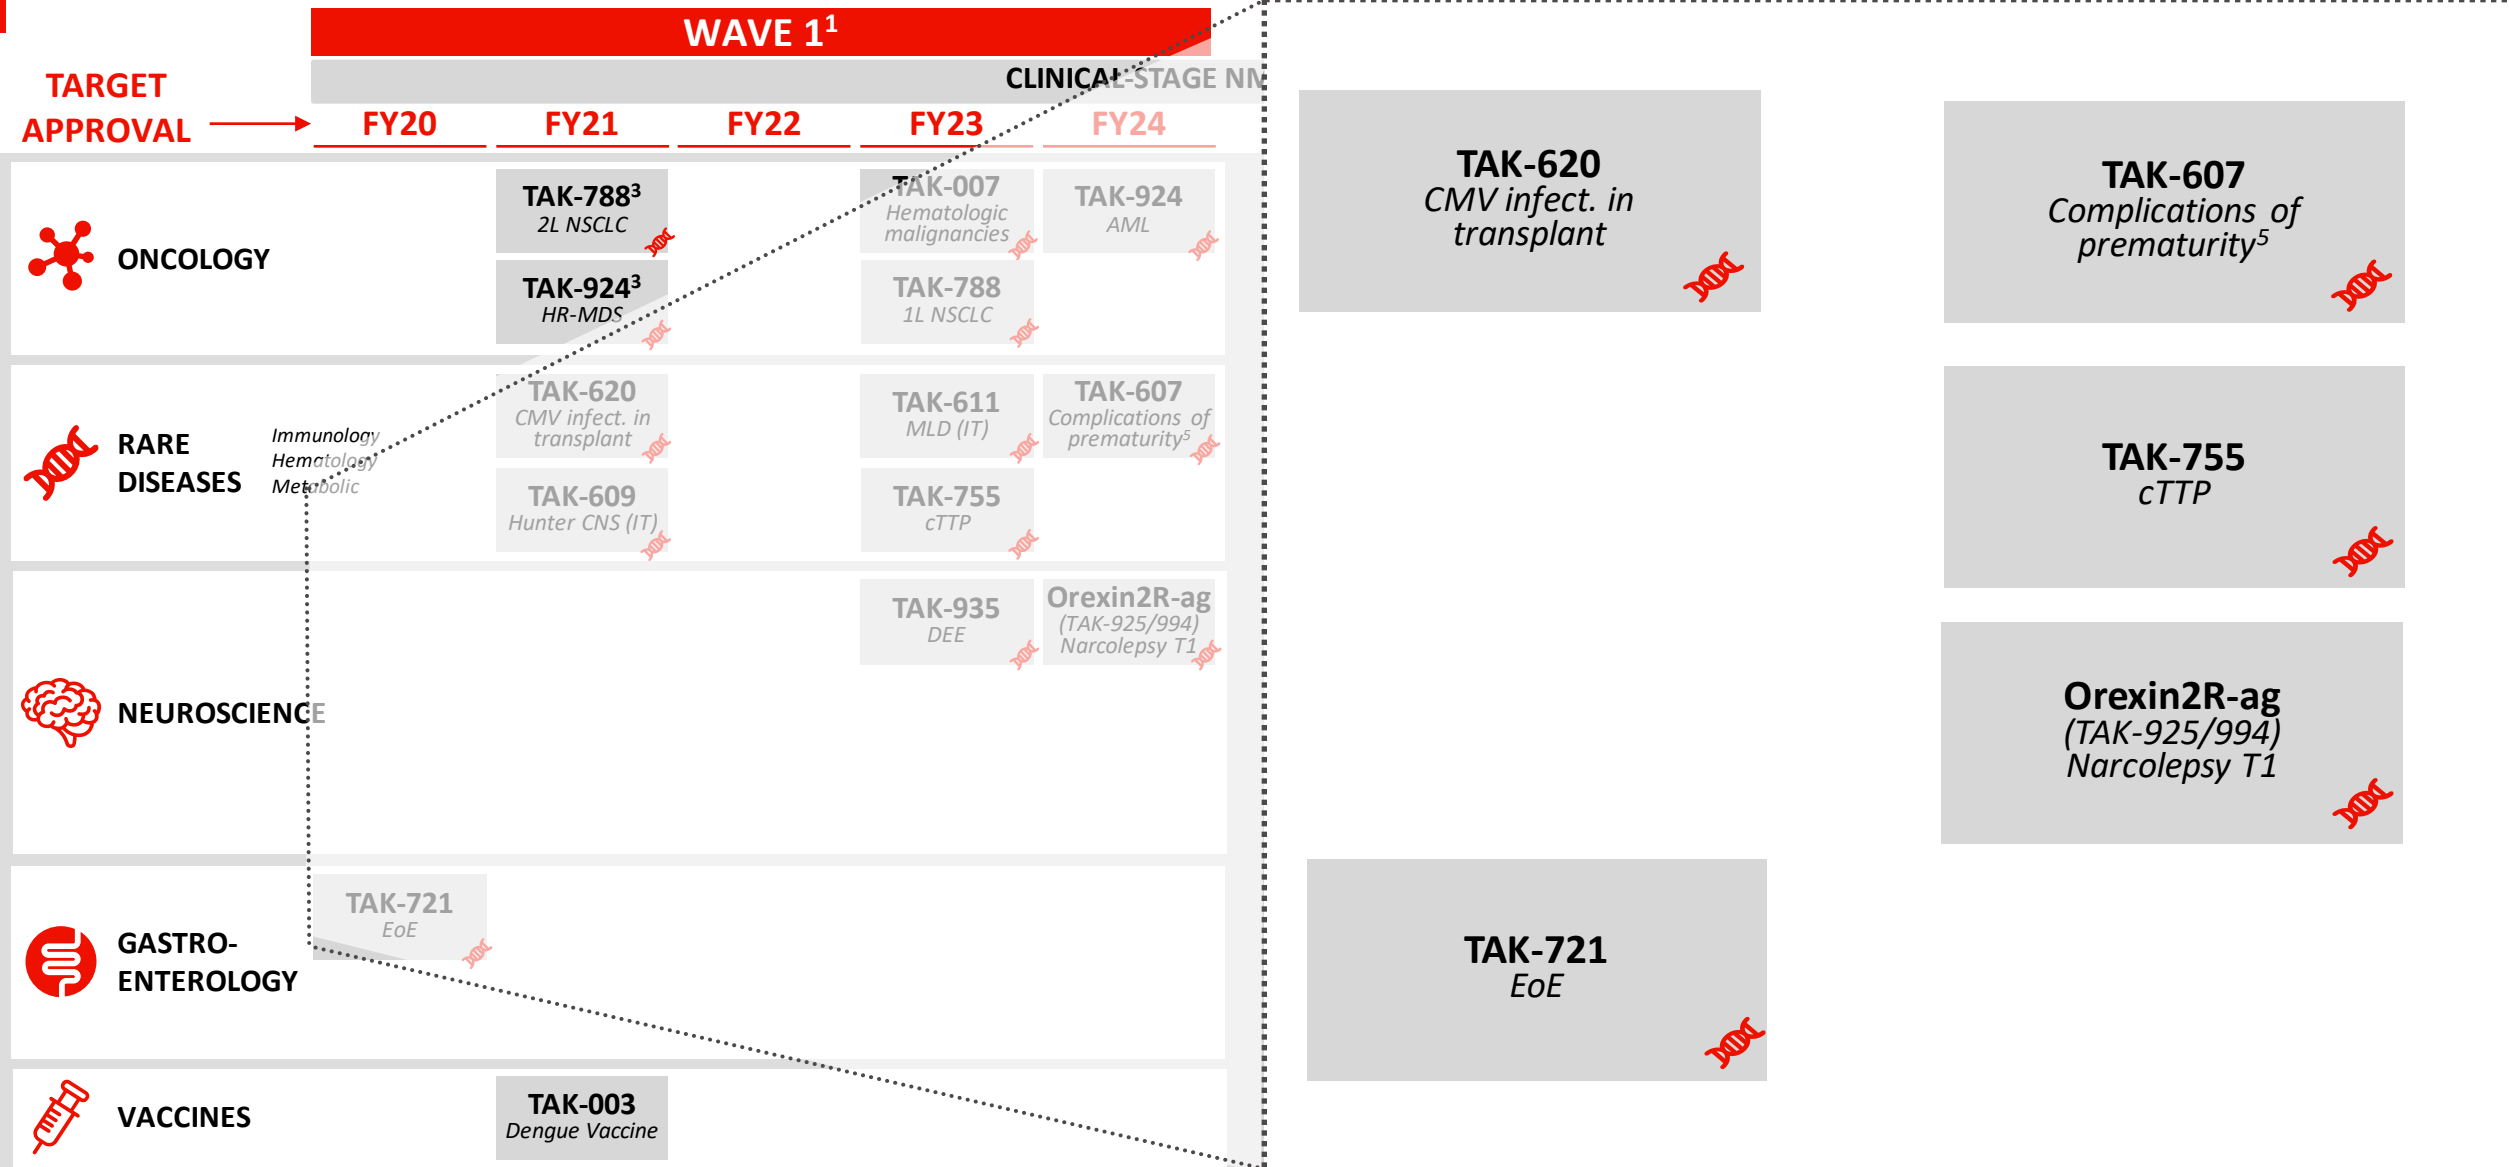 WAVE 1¹
CLINICAL-STAGE NM
TARGET
APPROVAL
FY20
FY21
FY22
FY23
FY24
ONCOLOGY
TAK-788³
2L NSCLC
TAK-924³
HR-MDS
TAK-007
Hematologic
malignancies
TAK-788
1L NSCLC
TAK-924
AML
RARE
DISEASES
Immunology
Hematology
Metabolic
TAK-620
CMV infect. in
transplant
TAK-609
Hunter CNS (IT)
TAK-611
MLD (IT)
TAK-755
cTTP
TAK-607
Complications of
prematurity⁵
NEUROSCIENCE
TAK-935
DEE
Orexin2R-ag
(TAK-925/994)
Narcolepsy T1
GASTRO-
ENTEROLOGY
TAK-721
EoE
VACCINES
TAK-003
Dengue Vaccine
TAK-620
CMV infect. in
transplant
TAK-607
Complications of
prematurity⁵
TAK-755
cTTP
Orexin2R-ag
(TAK-925/994)
Narcolepsy T1
TAK-721
EoE